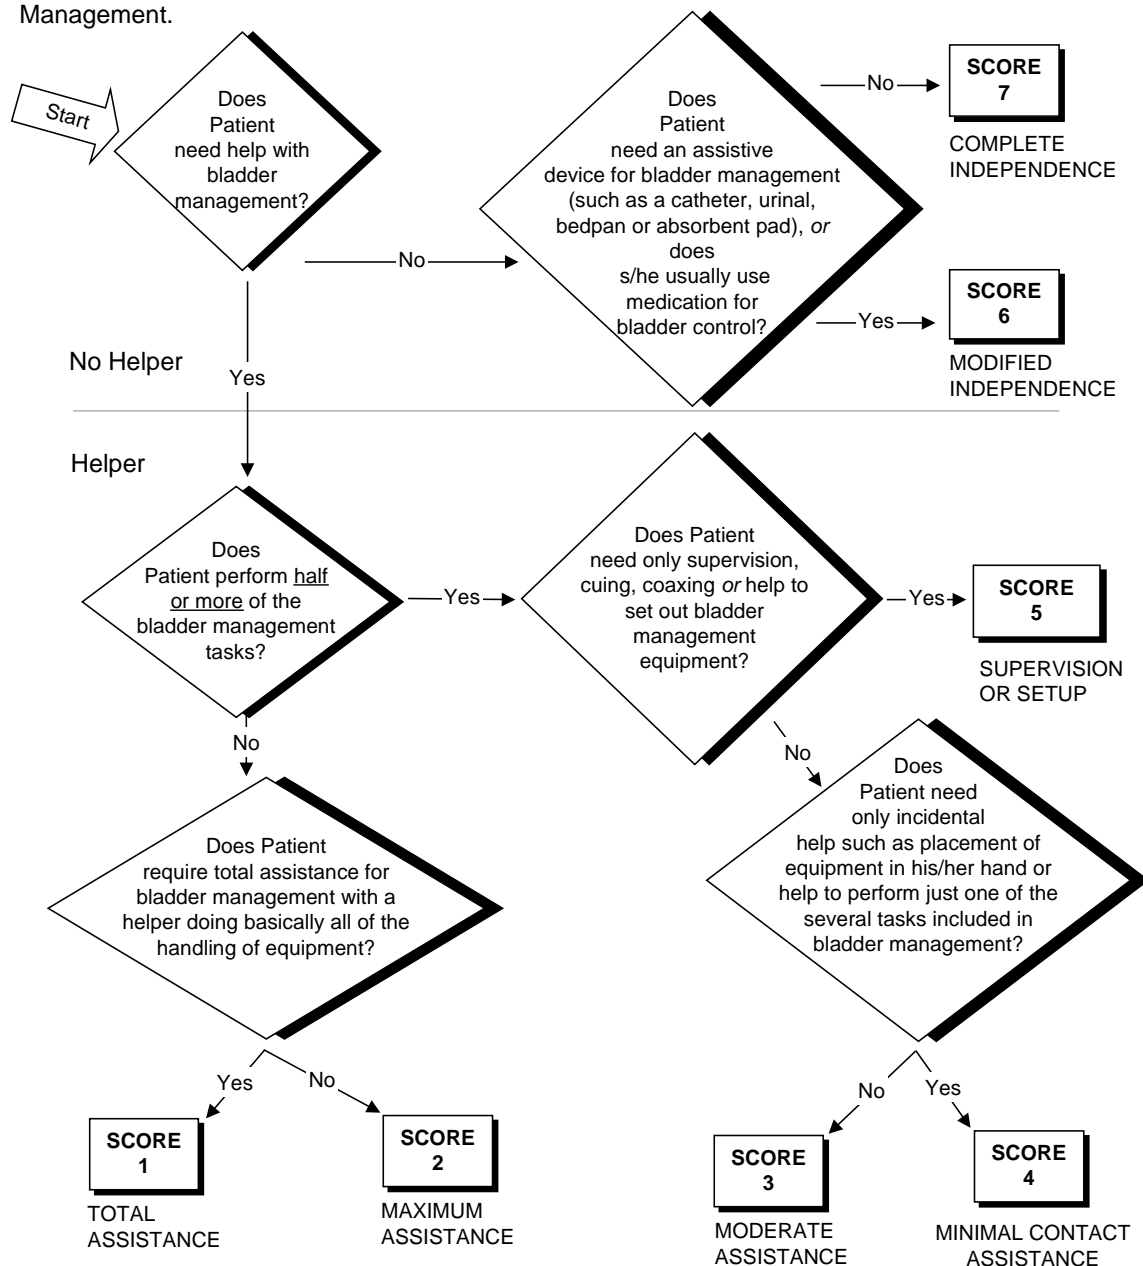 Management.
Start
Does
Patient
need help with
bladder
management?
No
Does
Patient
need an assistive
device for bladder management
(such as a catheter, urinal,
bedpan or absorbent pad), or
does
s/he usually use
medication for
bladder control?
No
SCORE
7
COMPLETE
INDEPENDENCE
Yes
SCORE
6
MODIFIED
INDEPENDENCE
No Helper
Yes
Helper
Does
Patient perform half
or more of the
bladder management
tasks?
Yes
Does Patient
need only supervision,
cuing, coaxing or help to
set out bladder
management
equipment?
Yes
SCORE
5
SUPERVISION
OR SETUP
No
No
Does Patient
require total assistance for
bladder management with a
helper doing basically all of the
handling of equipment?
Does
Patient need
only incidental
help such as placement of
equipment in his/her hand or
help to perform just one of the
several tasks included in
bladder management?
Yes
No
SCORE
1
TOTAL
ASSISTANCE
SCORE
2
MAXIMUM
ASSISTANCE
No
Yes
SCORE
3
MODERATE
ASSISTANCE
SCORE
4
MINIMAL CONTACT
ASSISTANCE